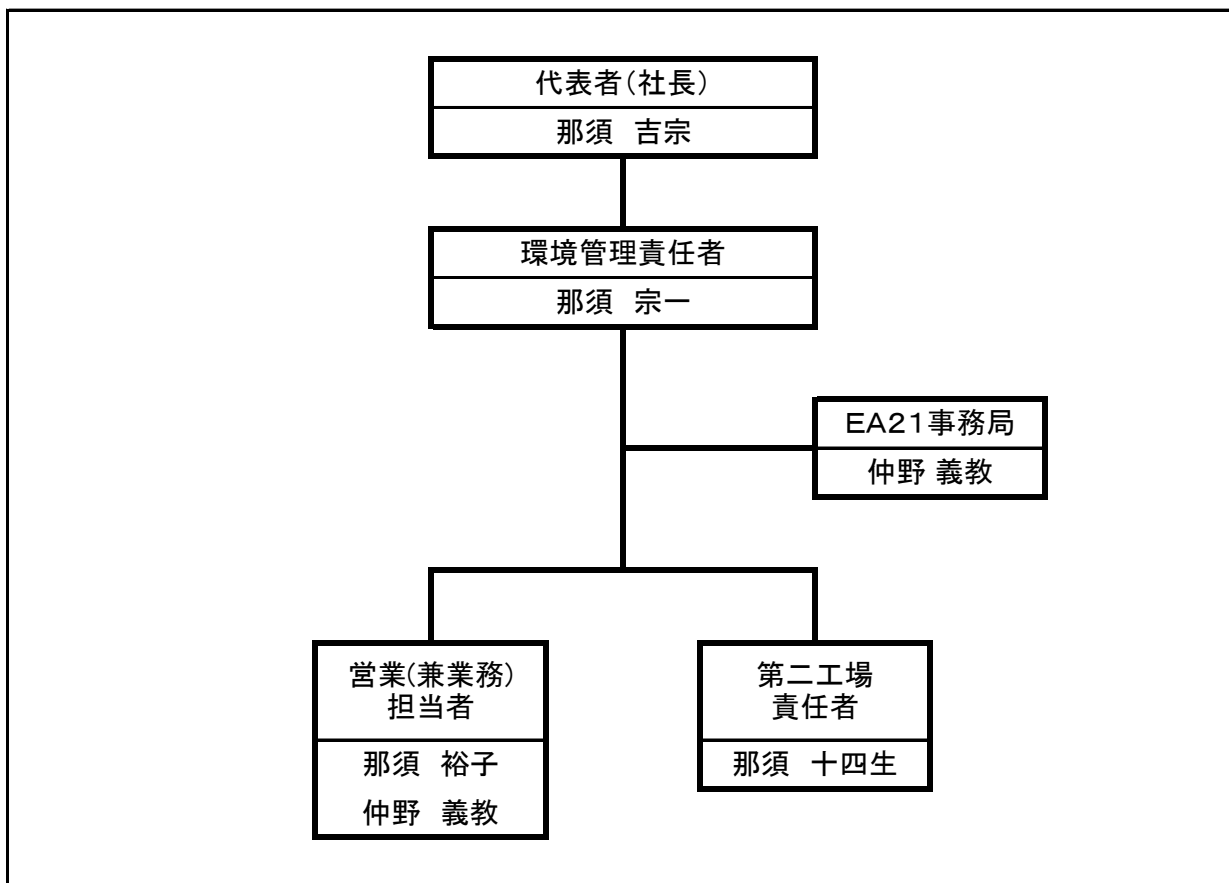 代表者(社長)
那須　吉宗
環境管理責任者
那須　宗一
ＥＡ２１事務局
仲野 義教
営業(兼業務)
担当者
那須　裕子
仲野　義教
第二工場
責任者
那須　十四生